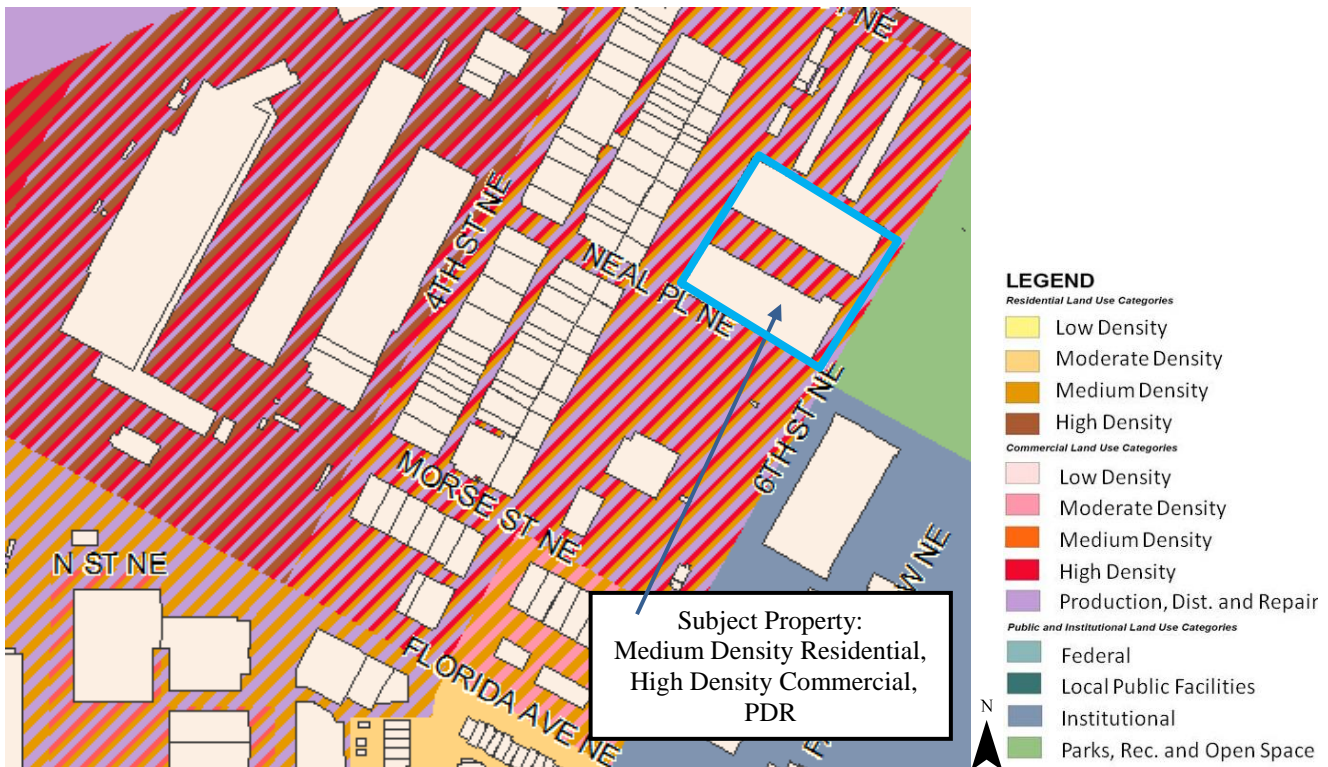 T NE
4TH ST NE
NEAL PL NE
6TH ST NE
MORSE ST NE
N ST NE
FLORIDA AVE NE
W NE
Subject Property:
Medium Density Residential,
High Density Commercial,
PDR
N
LEGEND
Residential Land Use Categories
Low Density
Moderate Density
Medium Density
High Density
Commercial Land Use Categories
Low Density
Moderate Density
Medium Density
High Density
Production, Dist. and Repair
Public and Institutional Land Use Categories
Federal
Local Public Facilities
Institutional
Parks, Rec. and Open Space